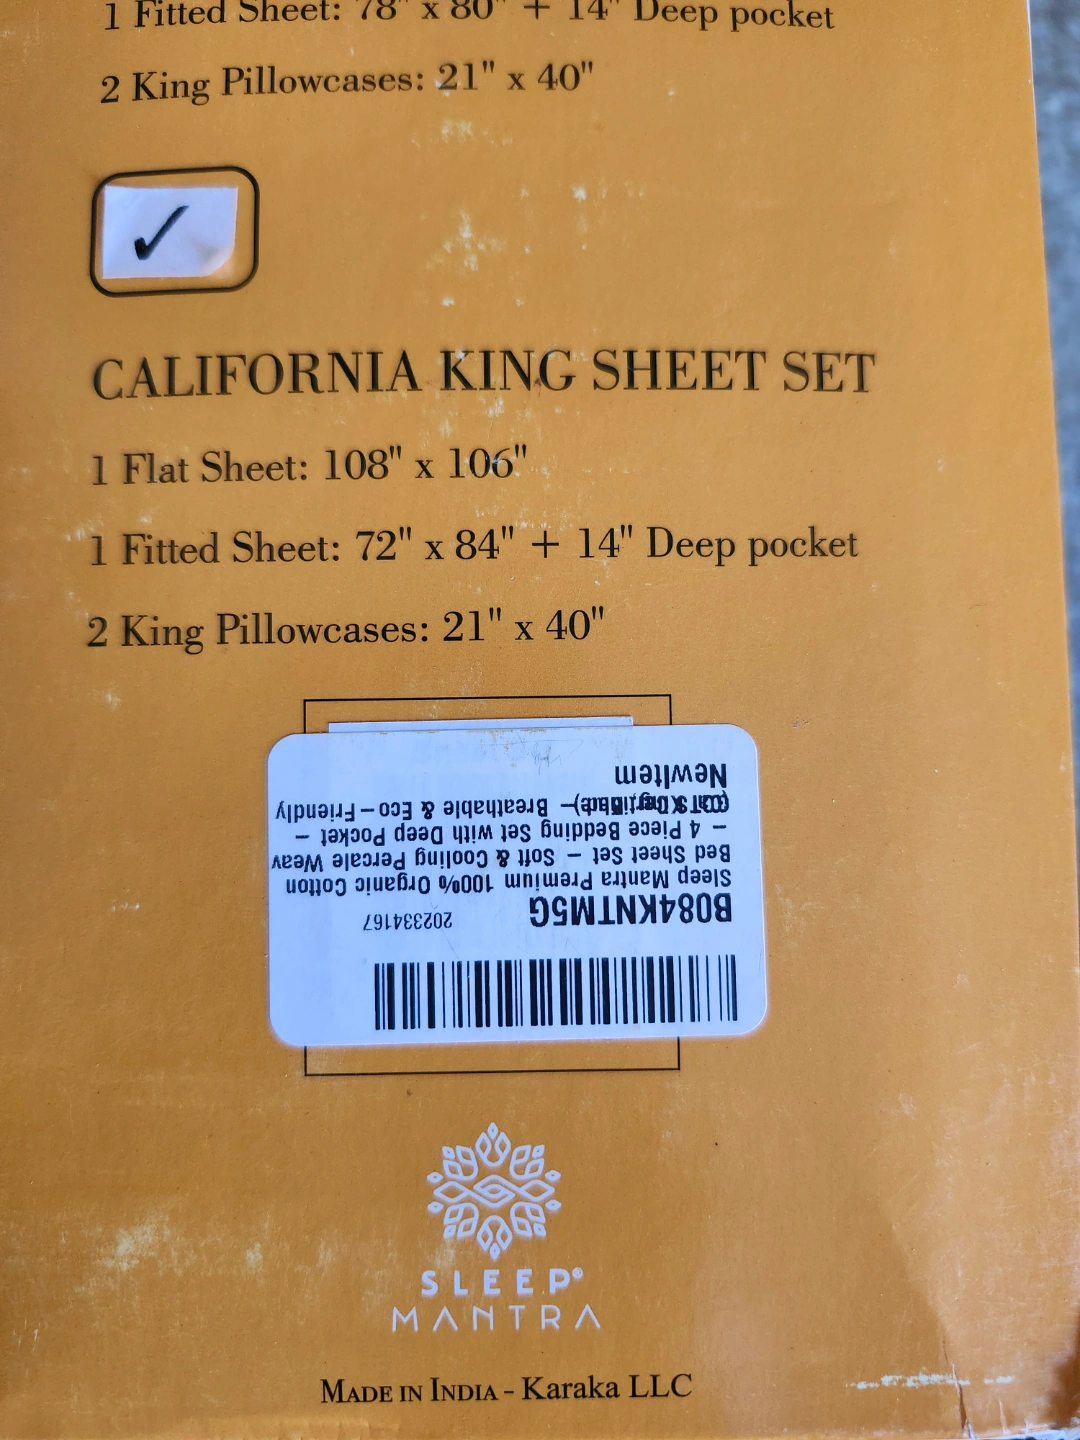 1 Fitted Sheet: 78" x 80" + 14" Deep pocket
2 King Pillowcases: 21" x 40"
✓
CALIFORNIA KING SHEET SET
1 Flat Sheet: 108" x 106"
1 Fitted Sheet: 72" x 84" + 14" Deep pocket
2 King Pillowcases: 21" x 40"
B084KNTM5G 202334167
Sleep Mantra Premium 100% Organic Cotton
Bed Sheet Set – Soft & Cooling Percale Weav
– 4 Piece Bedding Set with Deep Pocket –
– Breathable & Eco-Friendly
NewItem
SLEEP®
MANTRA
MADE IN INDIA - Karaka LLC